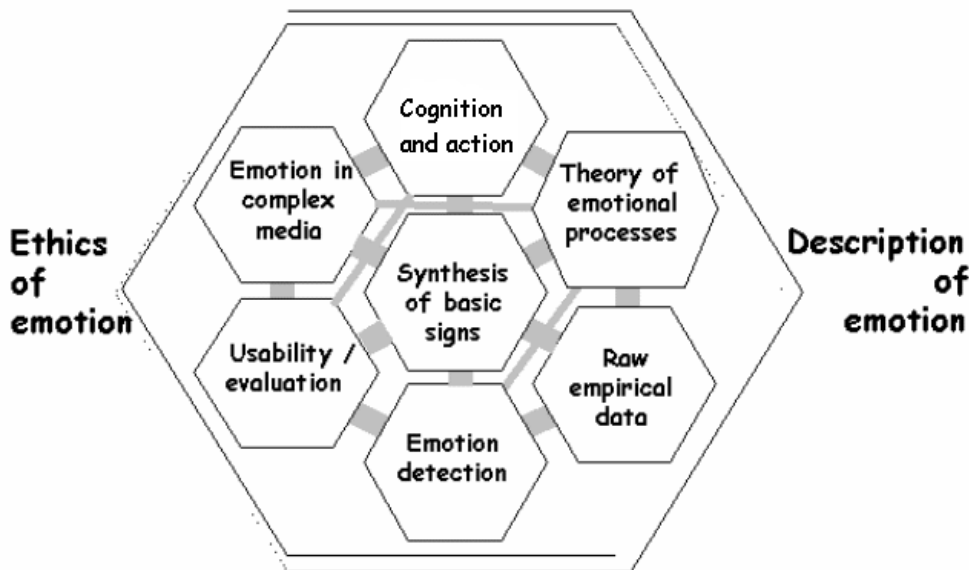 Cognition
and action
Emotion in
complex
media
Theory of
emotional
processes
Ethics
of
emotion
Synthesis
of basic
signs
Description
of
emotion
Usability /
evaluation
Raw
empirical
data
Emotion
detection